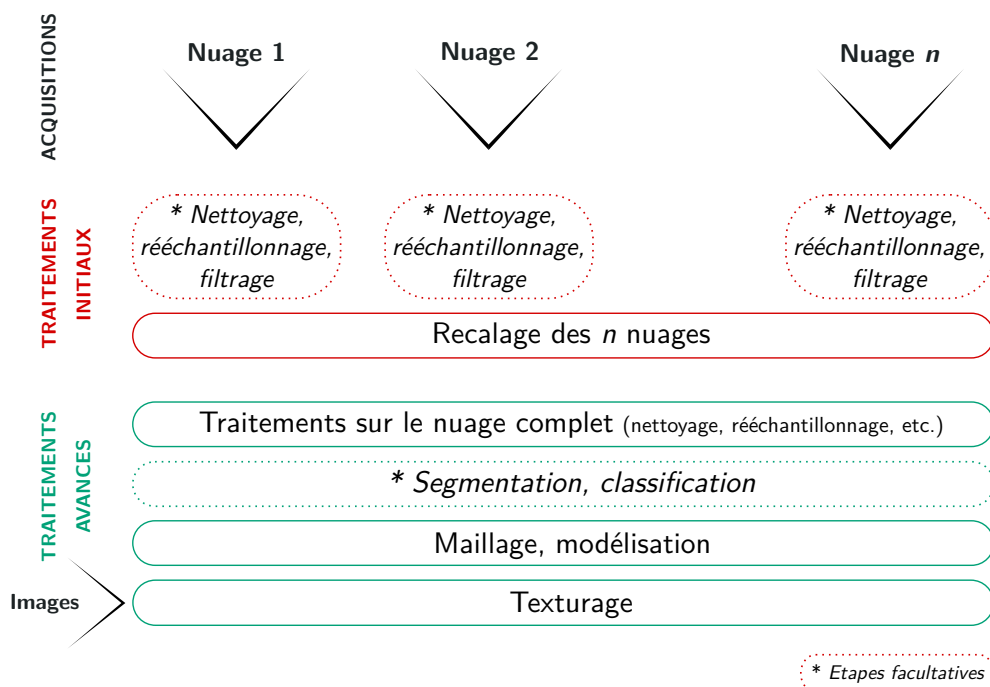 ACQUISITIONS
Nuage 1
Nuage 2
Nuage n
TRAITEMENTS
INITIAUX
* Nettoyage,
rééchantillonnage,
filtrage
* Nettoyage,
rééchantillonnage,
filtrage
* Nettoyage,
rééchantillonnage,
filtrage
Recalage des n nuages
TRAITEMENTS
AVANCES
Traitements sur le nuage complet (nettoyage, rééchantillonnage, etc.)
* Segmentation, classification
Maillage, modélisation
Images
Texturage
* Etapes facultatives